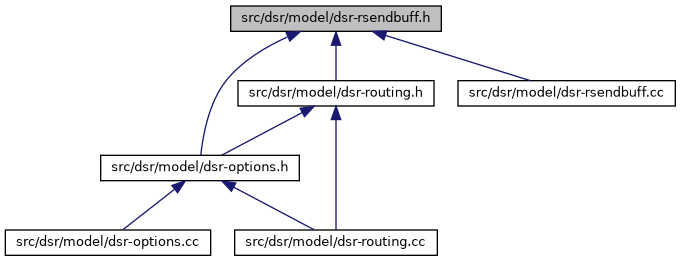 src/dsr/model/dsr-rsendbuff.h
src/dsr/model/dsr-routing.h
src/dsr/model/dsr-rsendbuff.cc
src/dsr/model/dsr-options.h
src/dsr/model/dsr-options.cc
src/dsr/model/dsr-routing.cc